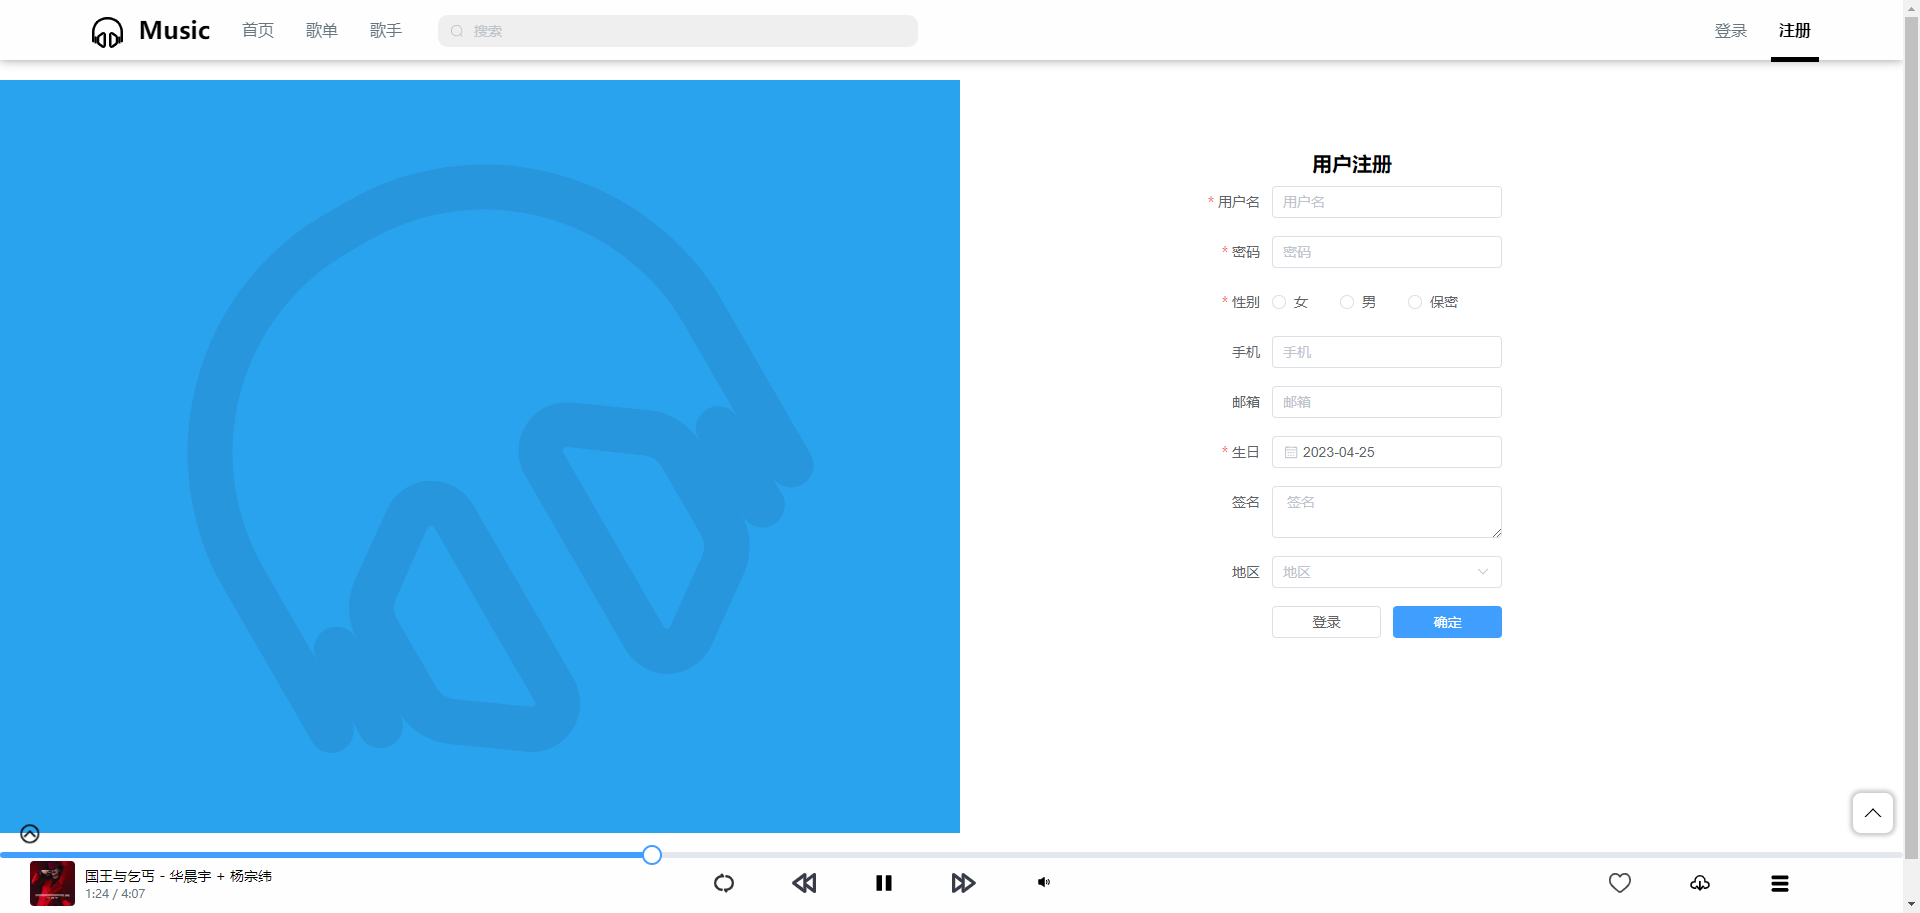 Music 首页 歌单 歌手 搜索 登录 注册
用户注册
* 用户名 用户名
* 密码 密码
* 性别 女 男 保密
手机 手机
邮箱 邮箱
* 生日 2023-04-25
签名 签名
地区 地区
登录 确定
国王与乞丐 - 华晨宇 + 杨宗纬
1:24 / 4:07